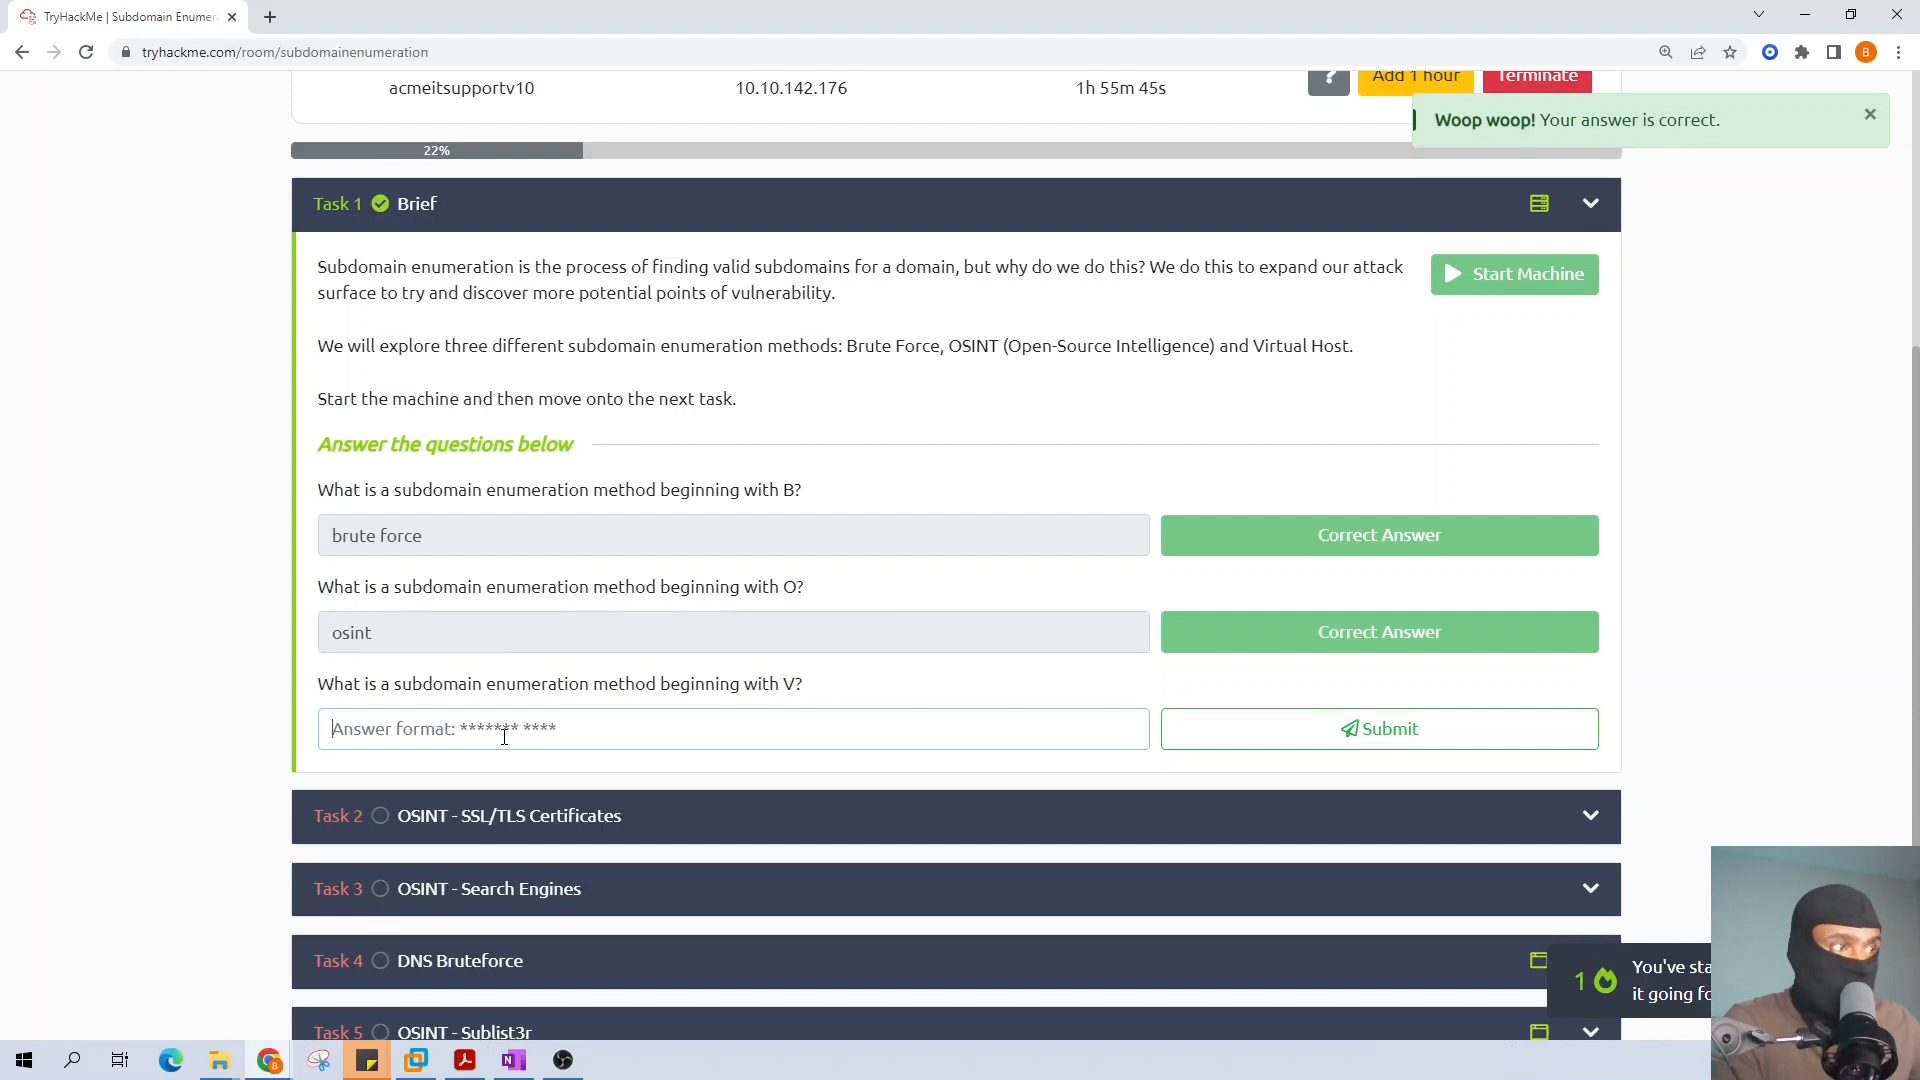 TryHackMe | Subdomain Enumer
tryhackme.com/room/subdomainenumeration
B
acmeitsupportv10 10.10.142.176 1h 55m 45s ? Add 1 hour Terminate
Woop woop! Your answer is correct.
22%
Task 1 Brief
Subdomain enumeration is the process of finding valid subdomains for a domain, but why do we do this? We do this to expand our attack
surface to try and discover more potential points of vulnerability.
Start Machine
We will explore three different subdomain enumeration methods: Brute Force, OSINT (Open-Source Intelligence) and Virtual Host.
Start the machine and then move onto the next task.
Answer the questions below
What is a subdomain enumeration method beginning with B?
brute force Correct Answer
What is a subdomain enumeration method beginning with O?
osint Correct Answer
What is a subdomain enumeration method beginning with V?
Answer format: ******* **** Submit
Task 2 OSINT - SSL/TLS Certificates
Task 3 OSINT - Search Engines
Task 4 DNS Bruteforce
1 You've sta
it going fo
Task 5 OSINT - Sublist3r